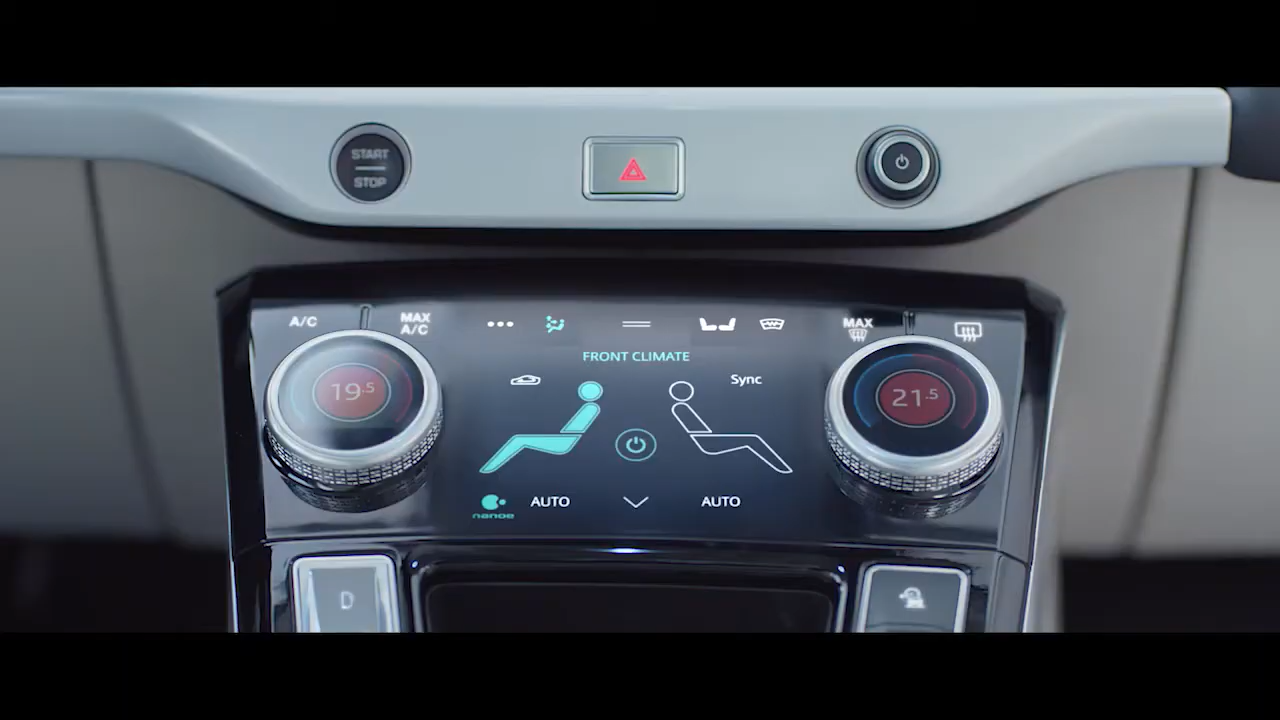 START
STOP
A/C
MAX
A/C
MAX
FRONT CLIMATE
Sync
19.5
21.5
AUTO
AUTO
nanoe
D